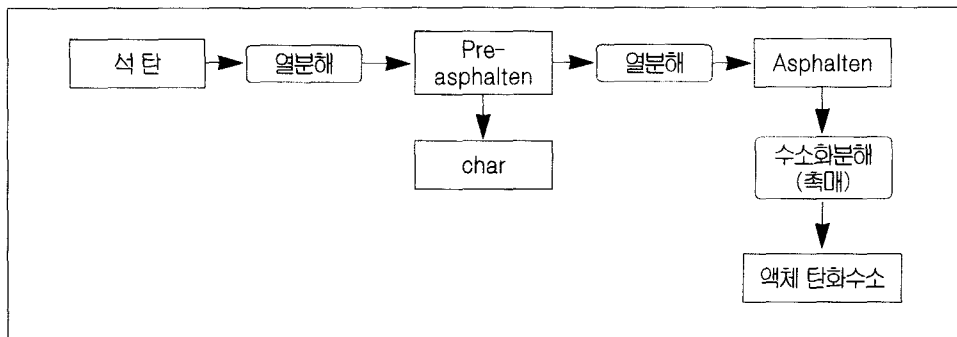 석 탄
열분해
Pre-
asphalten
열분해
Asphalten
char
수소화분해
(촉매)
액체 탄화수소